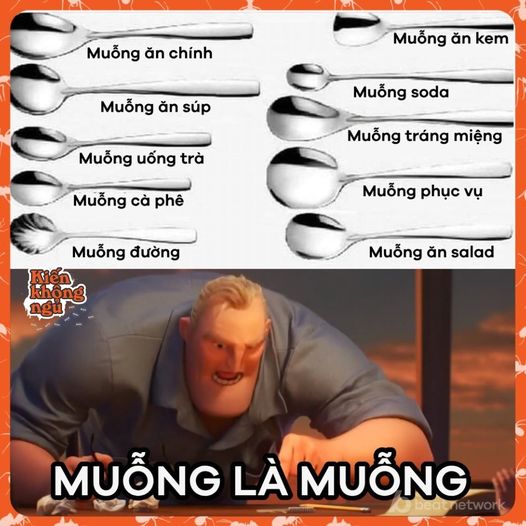 Muỗng ăn chính
Muỗng ăn súp
Muỗng uống trà
Muỗng cà phê
Muỗng đường
Muỗng ăn kem
Muỗng soda
Muỗng tráng miệng
Muỗng phục vụ
Muỗng ăn salad
Kiến
không
ngủ
MUỖNG LÀ MUỖNG
beatnetwork